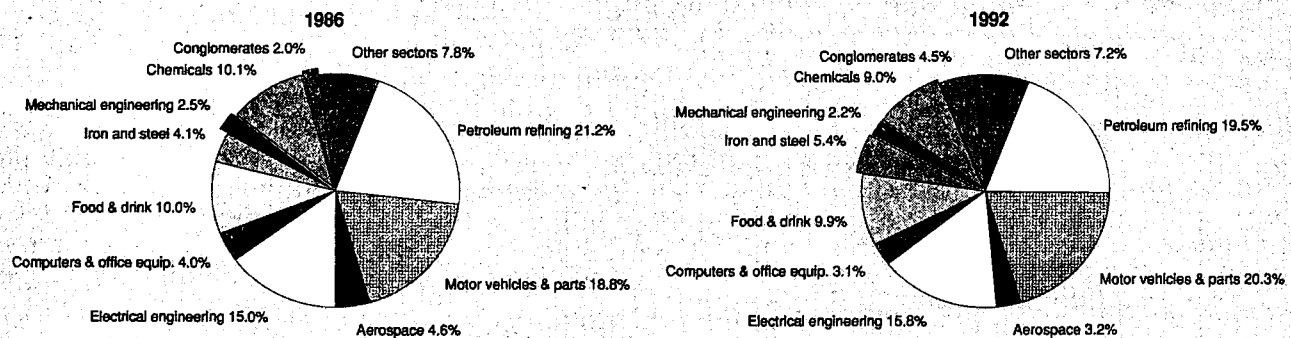 1986
Conglomerates 2.0%
Other sectors 7.8%
Chemicals 10.1%
Mechanical engineering 2.5%
Petroleum refining 21.2%
Iron and steel 4.1%
Food & drink 10.0%
Computers & office equip. 4.0%
Motor vehicles & parts 18.8%
Electrical engineering 15.0%
Aerospace 4.6%
1992
Conglomerates 4.5%
Other sectors 7.2%
Chemicals 9.0%
Mechanical engineering 2.2%
Petroleum refining 19.5%
Iron and steel 5.4%
Food & drink 9.9%
Computers & office equip. 3.1%
Motor vehicles & parts 20.3%
Electrical engineering 15.8%
Aerospace 3.2%